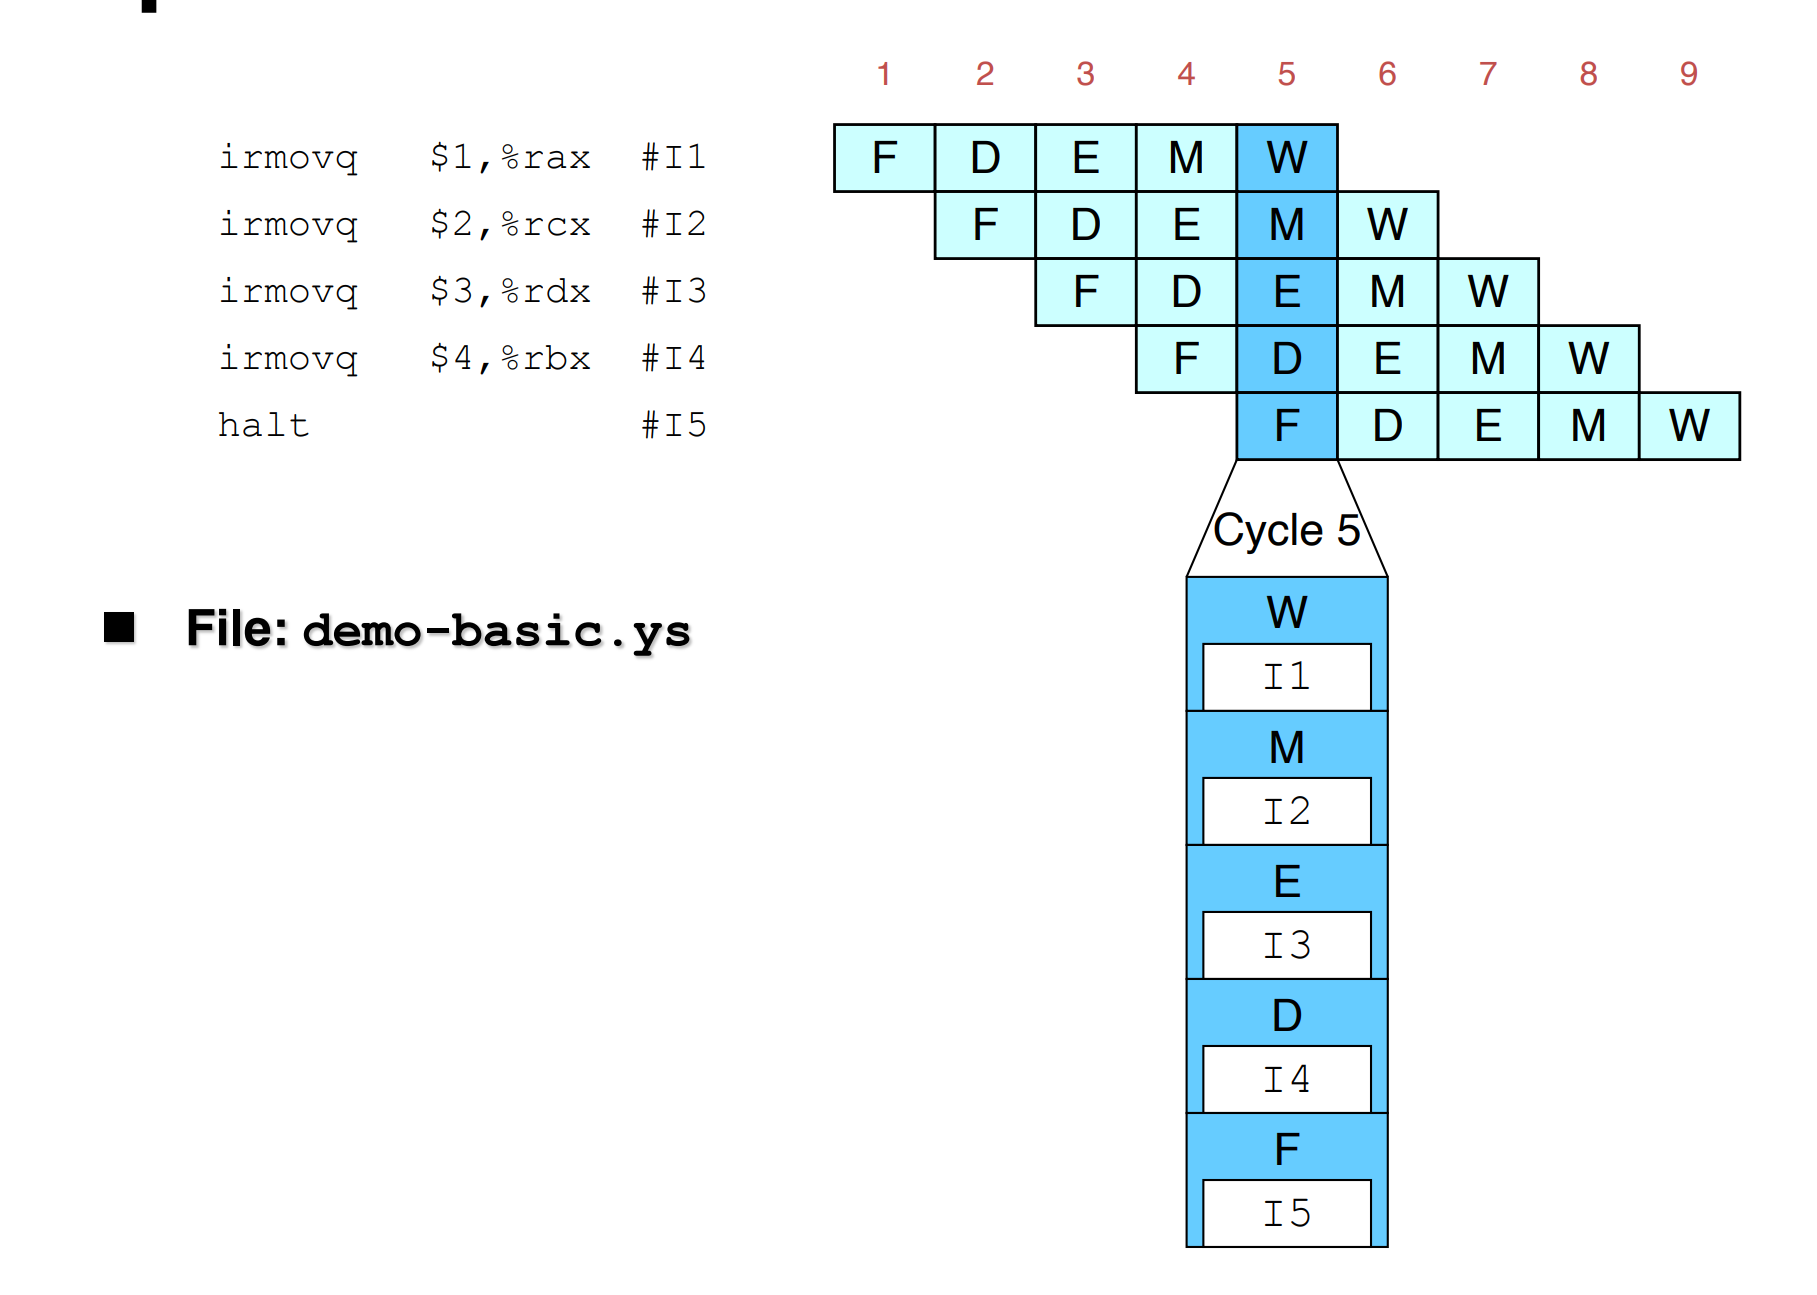 1 2 3 4 5 6 7 8 9
irmovq $1,%rax #I1 F D E M W
irmovq $2,%rcx #I2 F D E M W
irmovq $3,%rdx #I3 F D E M W
irmovq $4,%rbx #I4 F D E M W
halt #I5 F D E M W
Cycle 5
File: demo-basic.ys
W
I1
M
I2
E
I3
D
I4
F
I5